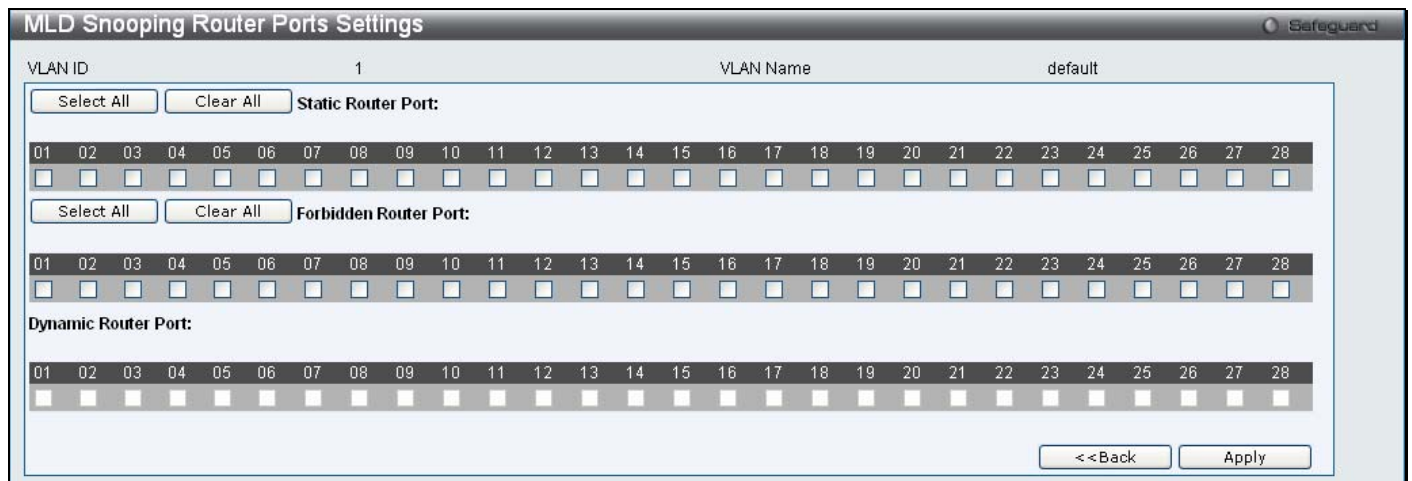 MLD Snooping Router Ports Settings Safeguard
VLAN ID 1 VLAN Name default
Select All Clear All Static Router Port:
01 02 03 04 05 06 07 08 09 10 11 12 13 14 15 16 17 18 19 20 21 22 23 24 25 26 27 28
Select All Clear All Forbidden Router Port:
01 02 03 04 05 06 07 08 09 10 11 12 13 14 15 16 17 18 19 20 21 22 23 24 25 26 27 28
Dynamic Router Port:
01 02 03 04 05 06 07 08 09 10 11 12 13 14 15 16 17 18 19 20 21 22 23 24 25 26 27 28
<<Back Apply